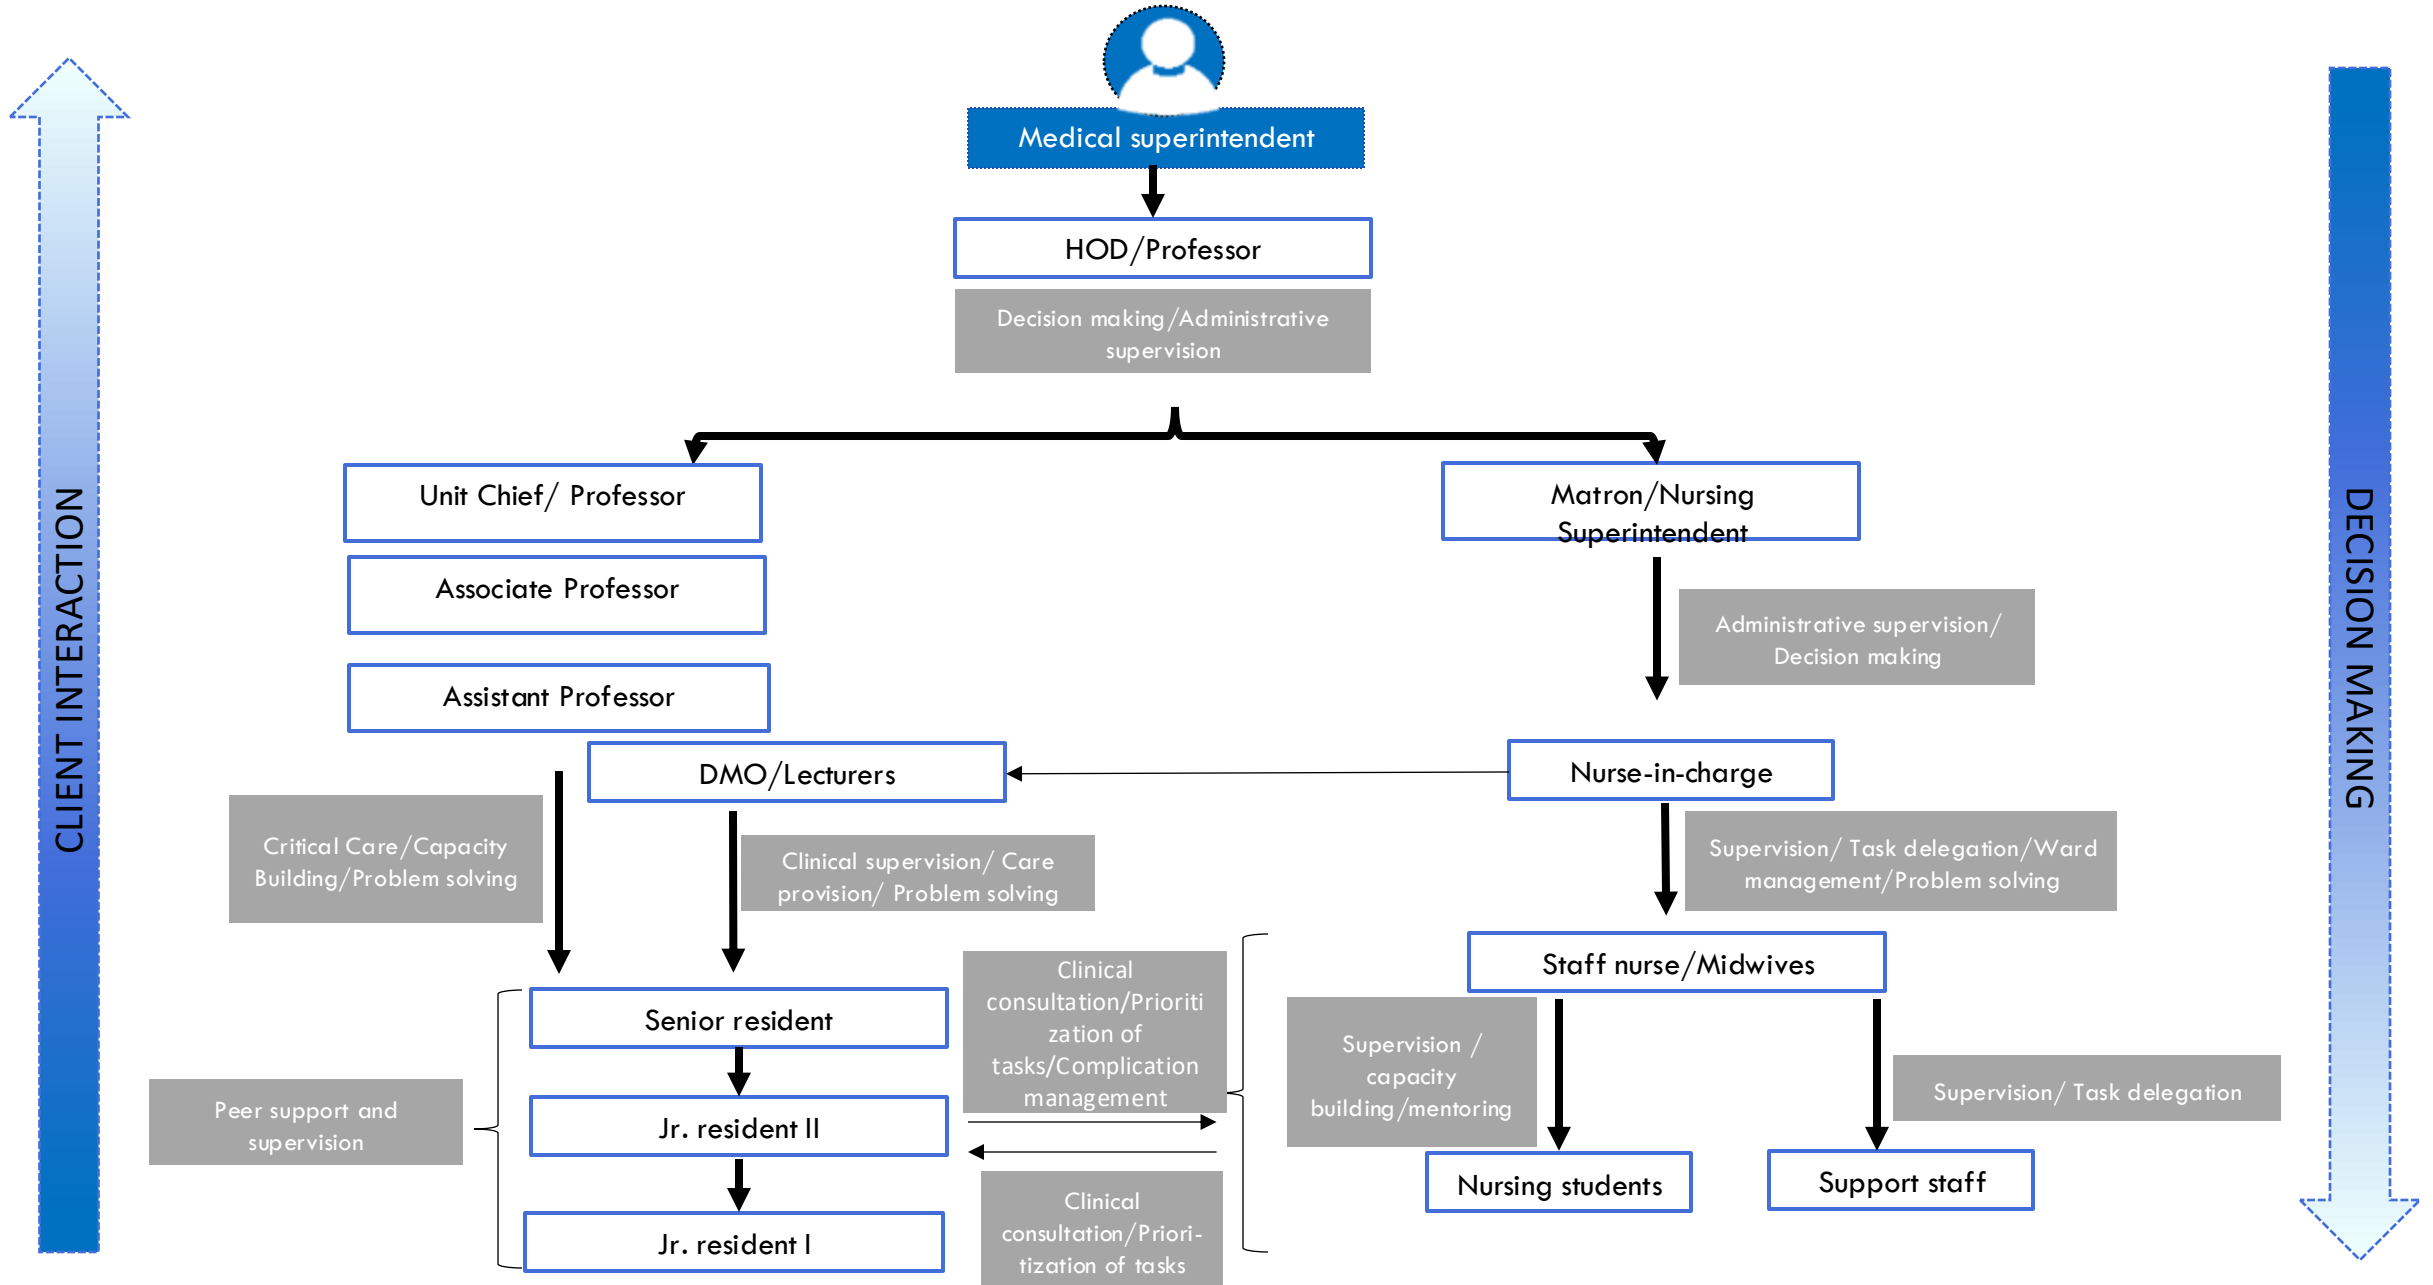 Medical superintendent
HOD/Professor
Decision making/Administrative
supervision
CLIENT INTERACTION
DECISION MAKING
Unit Chief/ Professor
Associate Professor
Assistant Professor
DMO/Lecturers
Critical Care/Capacity
Building/Problem solving
Clinical supervision/ Care
provision/ Problem solving
Matron/Nursing
Superintendent
Administrative supervision/
Decision making
Nurse-in-charge
Supervision/ Task delegation/Ward
management/Problem solving
Senior resident
Jr. resident II
Jr. resident I
Peer support and
supervision
Clinical
consultation/Prioriti
zation of
tasks/Complication
management
Clinical
consultation/Priori-
tization of tasks
Staff nurse/Midwives
Supervision /
capacity
building/mentoring
Supervision/ Task delegation
Nursing students
Support staff